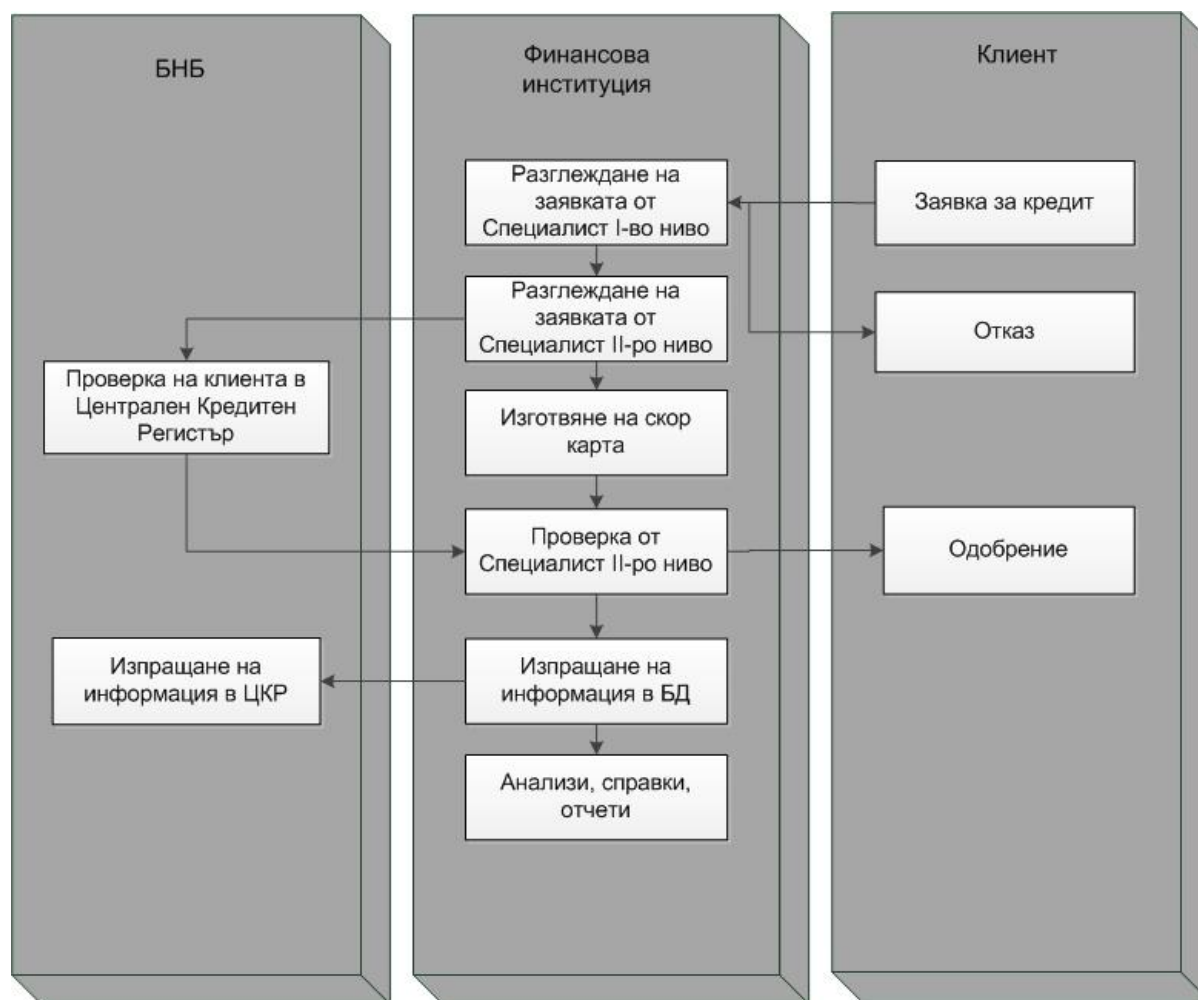 БНБ
Финансова
институция
Клиент
Разглеждане на
заявката от
Специалист I-во ниво
Заявка за кредит
Разглеждане на
заявката от
Специалист II-ро ниво
Отказ
Проверка на клиента в
Централен Кредитен
Регистър
Изготвяне на скор
карта
Проверка от
Специалист II-ро ниво
Одобрение
Изпращане на
информация в ЦКР
Изпращане на
информация в БД
Анализи, справки,
отчети